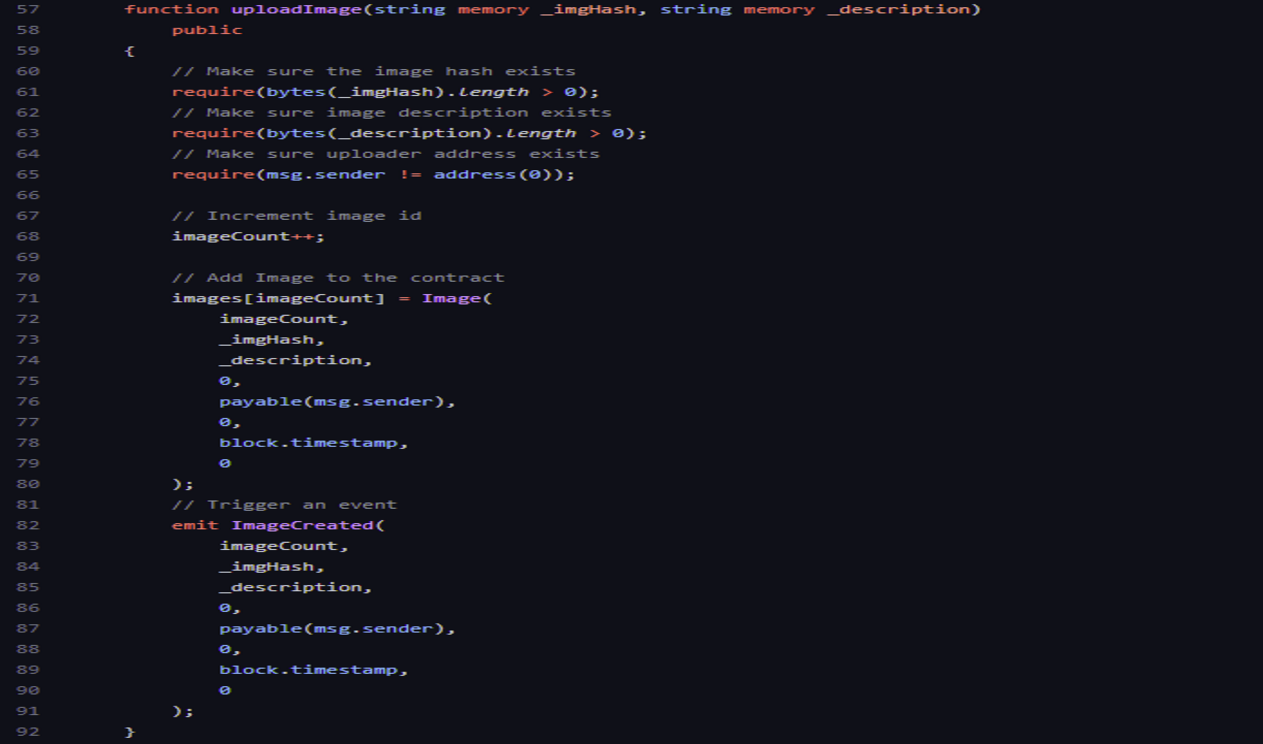 57 function uploadImage(string memory _imgHash, string memory _description)
58 public
59 {
60 // Make sure the image hash exists
61 require(bytes(_imgHash).length > 0);
62 // Make sure image description exists
63 require(bytes(_description).length > 0);
64 // Make sure uploader address exists
65 require(msg.sender != address(0));
66
67 // Increment image id
68 imageCount++;
69
70 // Add Image to the contract
71 images[imageCount] = Image(
72 imageCount,
73 _imgHash,
74 _description,
75 0,
76 payable(msg.sender),
77 0,
78 block.timestamp,
79 0
80 );
81 // Trigger an event
82 emit ImageCreated(
83 imageCount,
84 _imgHash,
85 _description,
86 0,
87 payable(msg.sender),
88 0,
89 block.timestamp,
90 0
91 );
92 }